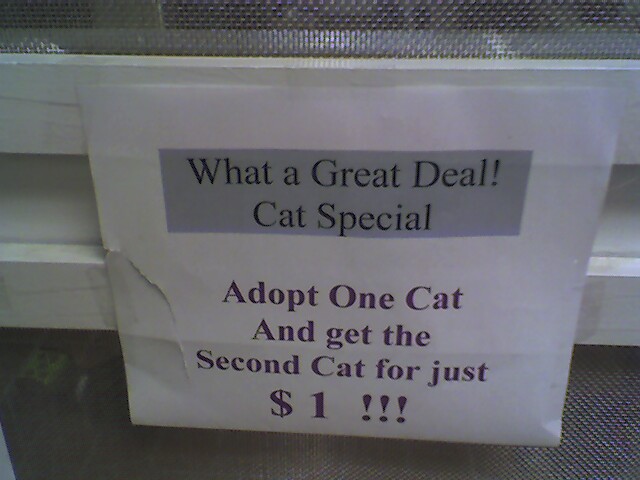 What a Great Deal!
Cat Special
Adopt One Cat
And get the
Second Cat for just
$ 1 !!!